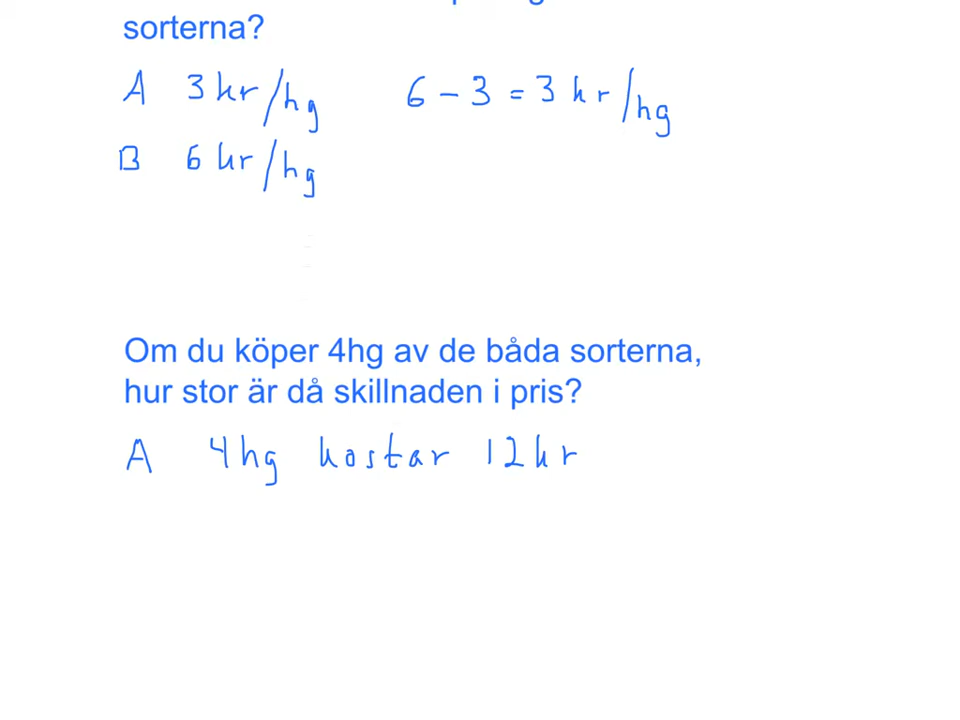 sorterna?
A 3 kr/hg 6 - 3 = 3 kr/hg
B 6 kr/hg
Om du köper 4hg av de båda sorterna,
hur stor är då skillnaden i pris?
A 4hg kostar 12kr